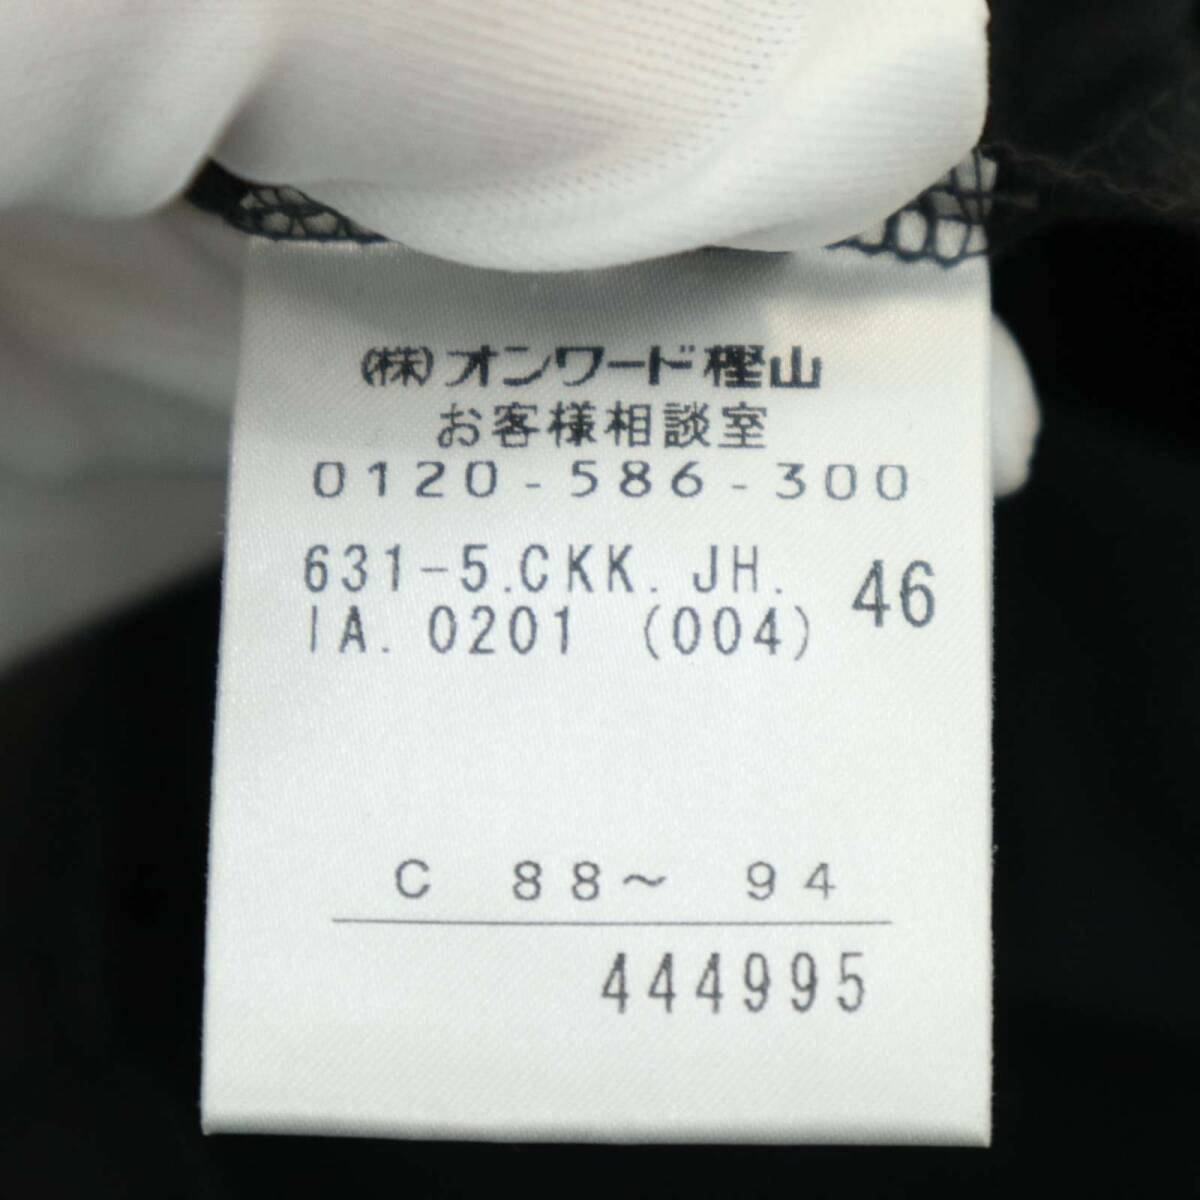 (株)オンワード樫山
お客様相談室
0120-586-300
631-5.CKK.JH. 46
IA.0201 (004)
C 88～ 94
444995